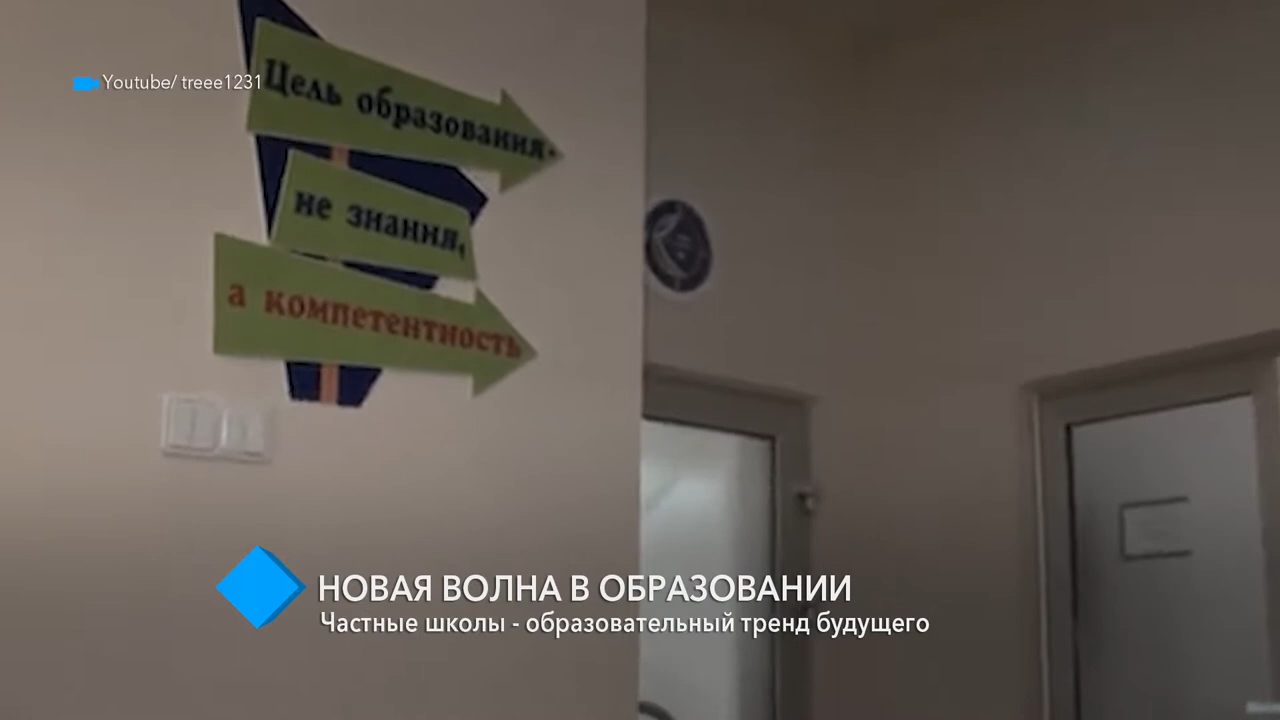 Youtube/ treee1231
Цель образования-
не знания,
а компетентность
НОВАЯ ВОЛНА В ОБРАЗОВАНИИ
Частные школы - образовательный тренд будущего